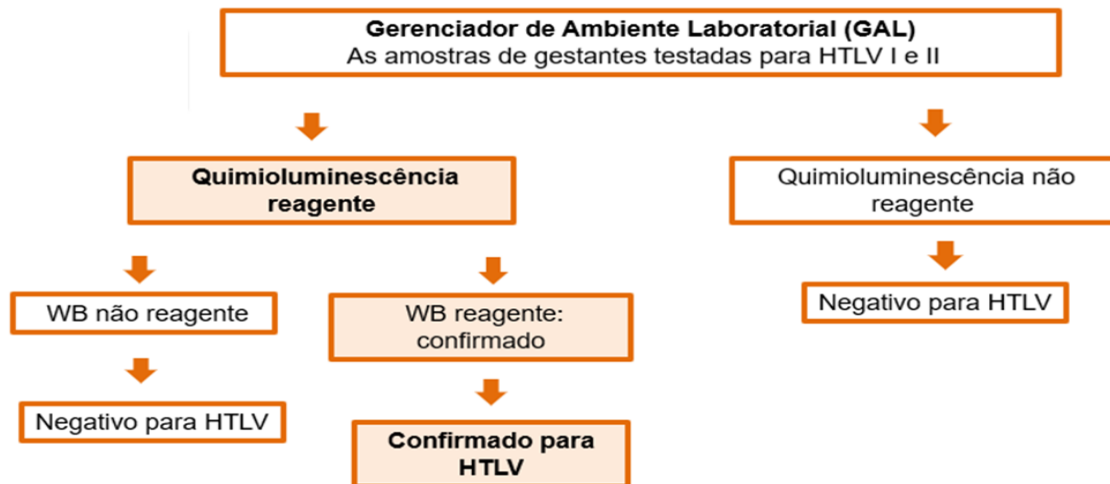 Gerenciador de Ambiente Laboratorial (GAL)
As amostras de gestantes testadas para HTLV I e II
Quimioluminescência
reagente
Quimioluminescência não
reagente
WB não reagente
WB reagente:
confirmado
Negativo para HTLV
Negativo para HTLV
Confirmado para
HTLV